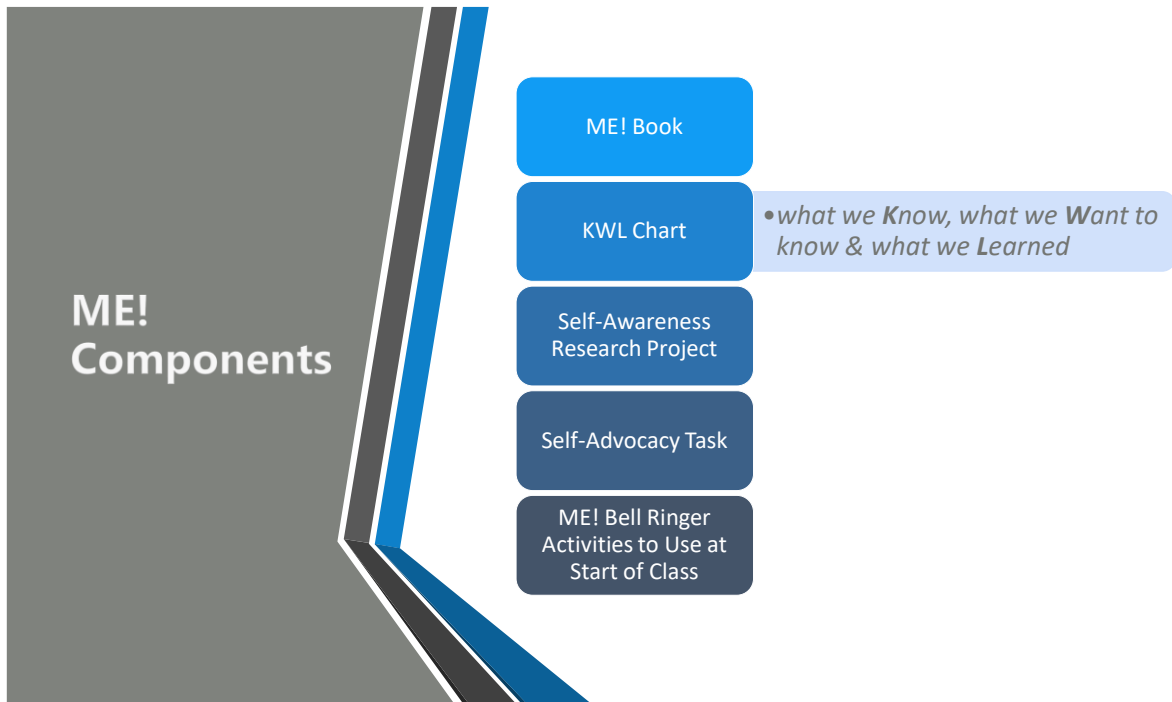 ME!
Components
ME! Book
KWL Chart
•what we Know, what we Want to
know & what we Learned
Self-Awareness
Research Project
Self-Advocacy Task
ME! Bell Ringer
Activities to Use at
Start of Class